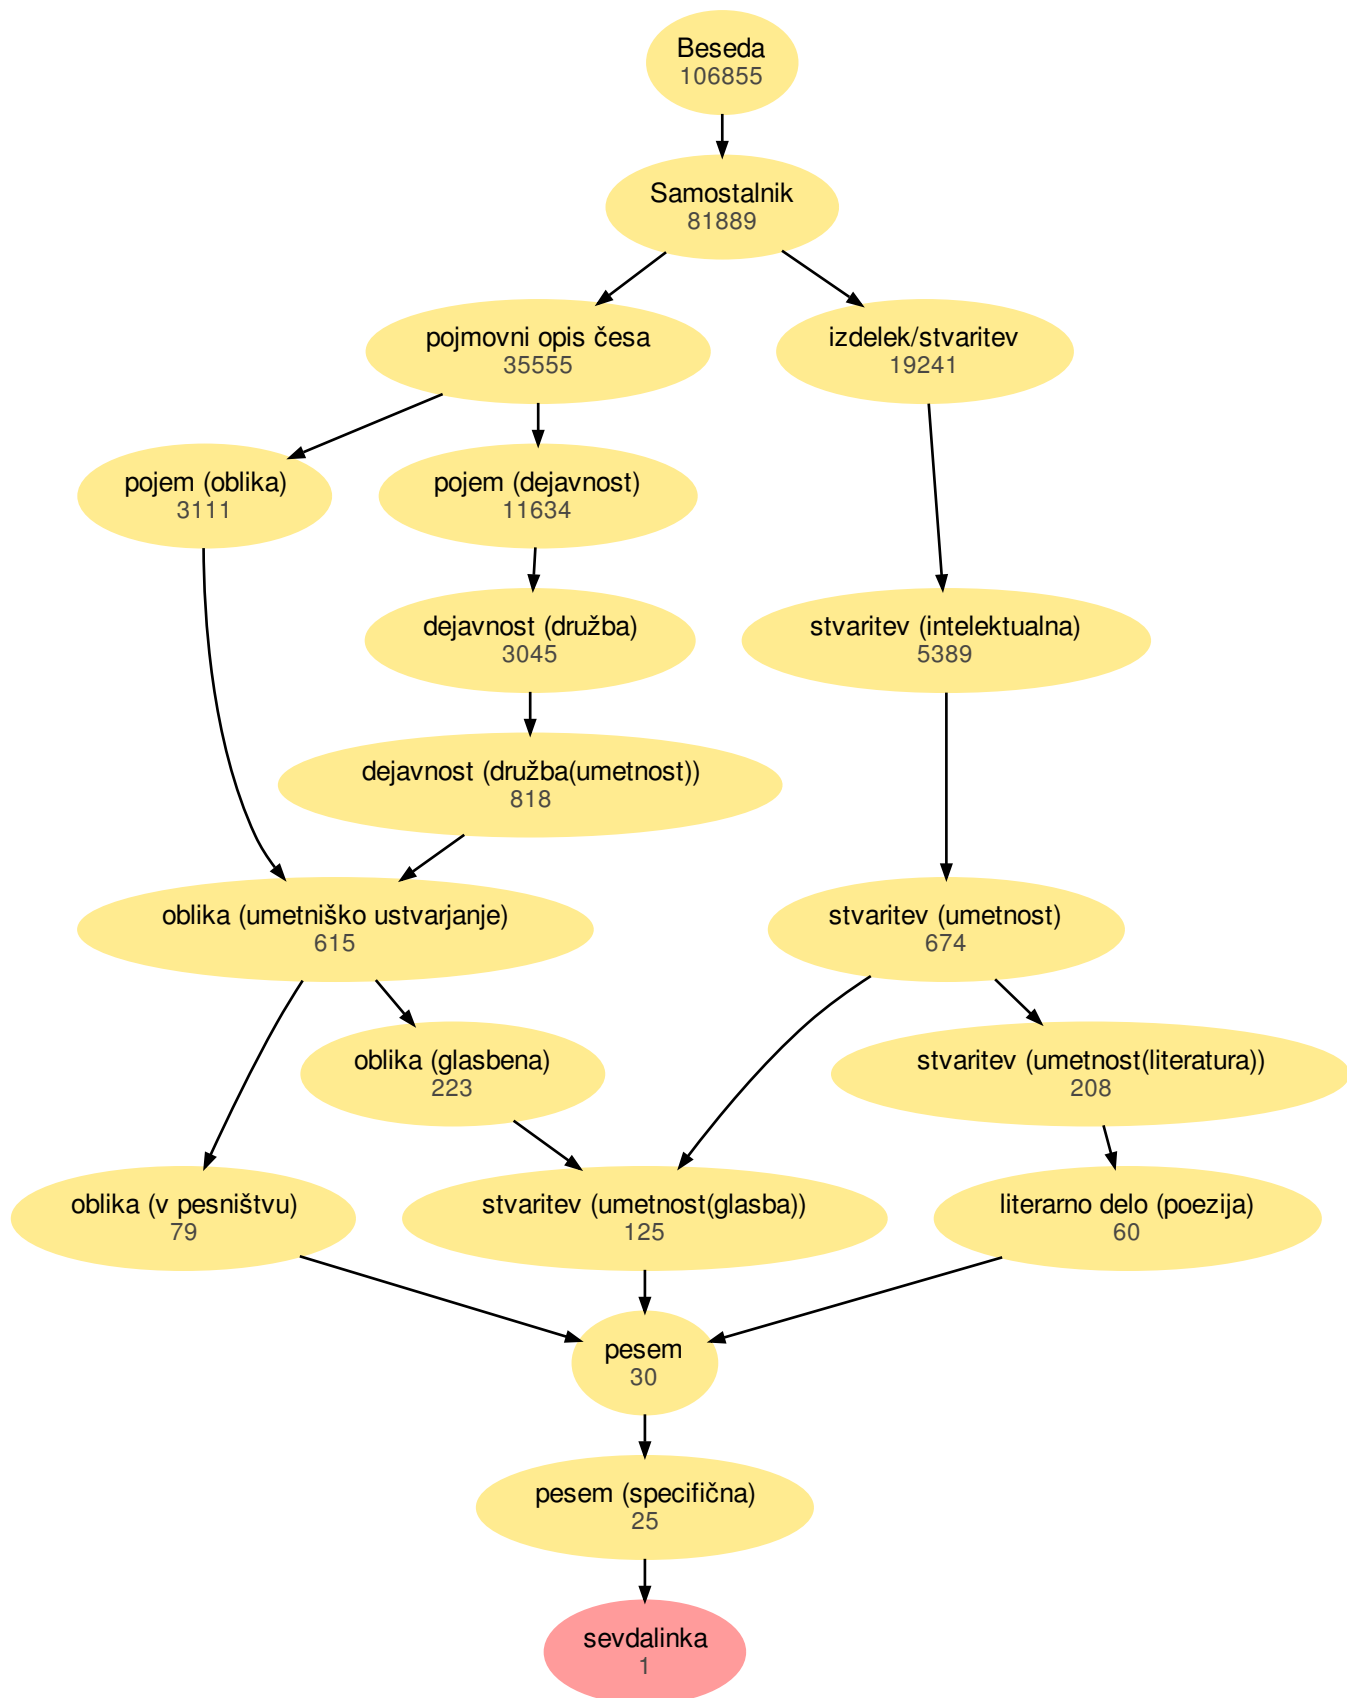 Beseda
106855
Samostalnik
81889
pojmovni opis česa
35555
izdelek/stvaritev
19241
pojem (oblika)
3111
pojem (dejavnost)
11634
dejavnost (družba)
3045
stvaritev (intelektualna)
5389
dejavnost (družba(umetnost))
818
oblika (umetniško ustvarjanje)
615
stvaritev (umetnost)
674
oblika (glasbena)
223
stvaritev (umetnost(literatura))
208
oblika (v pesništvu)
79
stvaritev (umetnost(glasba))
125
literarno delo (poezija)
60
pesem
30
pesem (specifična)
25
sevdalinka
1